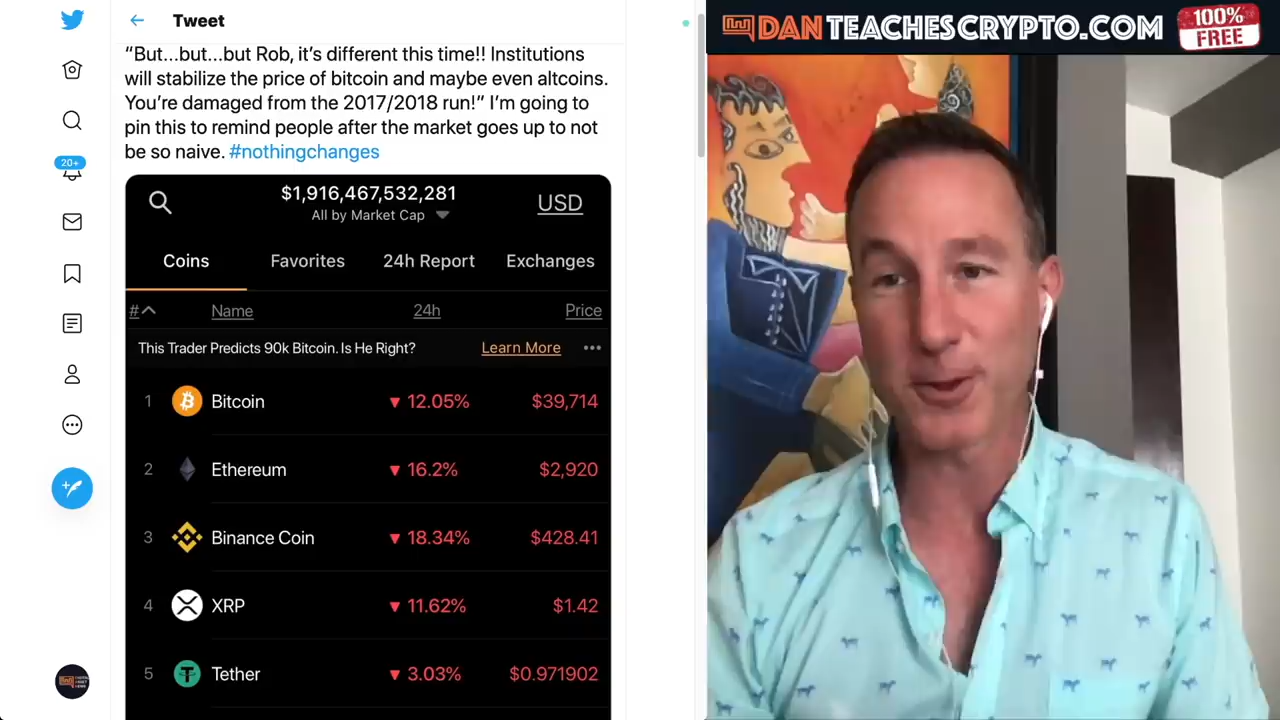 Tweet
“But...but...but Rob, it’s different this time!! Institutions
will stabilize the price of bitcoin and maybe even altcoins.
You’re damaged from the 2017/2018 run!” I’m going to
pin this to remind people after the market goes up to not
be so naive. #nothingchanges
20+
$1,916,467,532,281
All by Market Cap
USD
Coins
Favorites
24h Report
Exchanges
#
Name
24h
Price
This Trader Predicts 90k Bitcoin. Is He Right?
Learn More
1 Bitcoin ▼ 12.05% $39,714
2 Ethereum ▼ 16.2% $2,920
3 Binance Coin ▼ 18.34% $428.41
4 XRP ▼ 11.62% $1.42
5 Tether ▼ 3.03% $0.971902
DANTEACHESCRYPTO.COM
100%
FREE